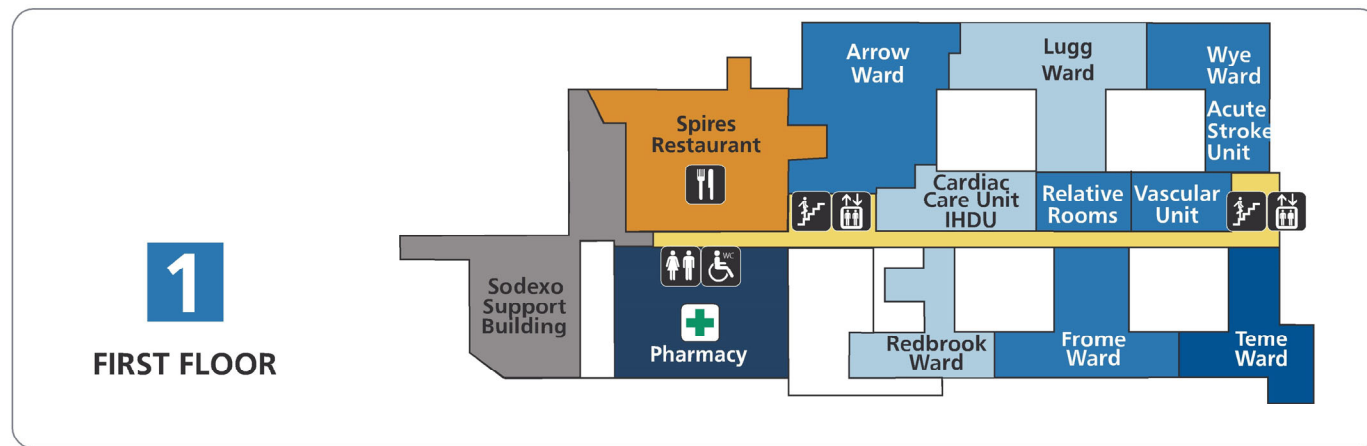 1
FIRST FLOOR
Sodexo
Support
Building
Spires
Restaurant
WC
Pharmacy
Arrow
Ward
Lugg
Ward
Wye
Ward
Acute
Stroke
Unit
Cardiac
Care Unit
IHDU
Relative
Rooms
Vascular
Unit
Redbrook
Ward
Frome
Ward
Teme
Ward